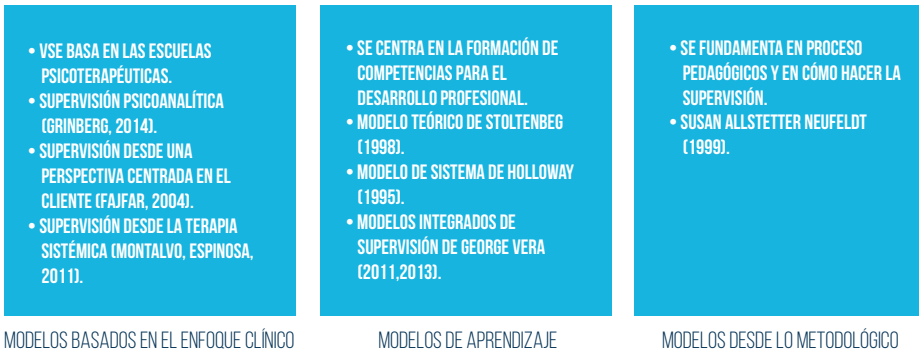 • VSE BASA EN LAS ESCUELAS
PSICOTERAPÉUTICAS.
• SUPERVISIÓN PSICOANALÍTICA
(GRINBERG, 2014).
• SUPERVISIÓN DESDE UNA
PERSPECTIVA CENTRADA EN EL
CLIENTE (FAJFAR, 2004).
• SUPERVISIÓN DESDE LA TERAPIA
SISTÉMICA (MONTALVO, ESPINOSA,
2011).
MODELOS BASADOS EN EL ENFOQUE CLÍNICO
• SE CENTRA EN LA FORMACIÓN DE
COMPETENCIAS PARA EL
DESARROLLO PROFESIONAL.
• MODELO TEÓRICO DE STOLTENBEG
(1998).
• MODELO DE SISTEMA DE HOLLOWAY
(1995).
• MODELOS INTEGRADOS DE
SUPERVISIÓN DE GEORGE VERA
(2011,2013).
MODELOS DE APRENDIZAJE
• SE FUNDAMENTA EN PROCESO
PEDAGÓGICOS Y EN CÓMO HACER LA
SUPERVISIÓN.
• SUSAN ALLSTETTER NEUFELDT
(1999).
MODELOS DESDE LO METODOLÓGICO